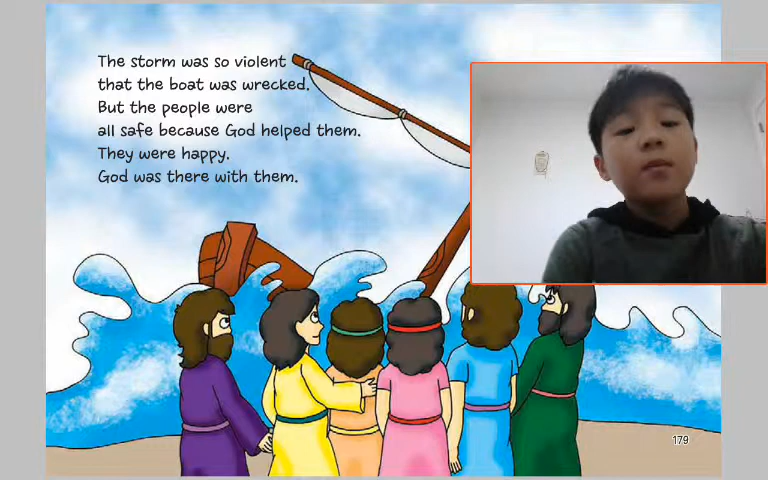 The storm was so violent
that the boat was wrecked.
But the people were
all safe because God helped them.
They were happy.
God was there with them.
179